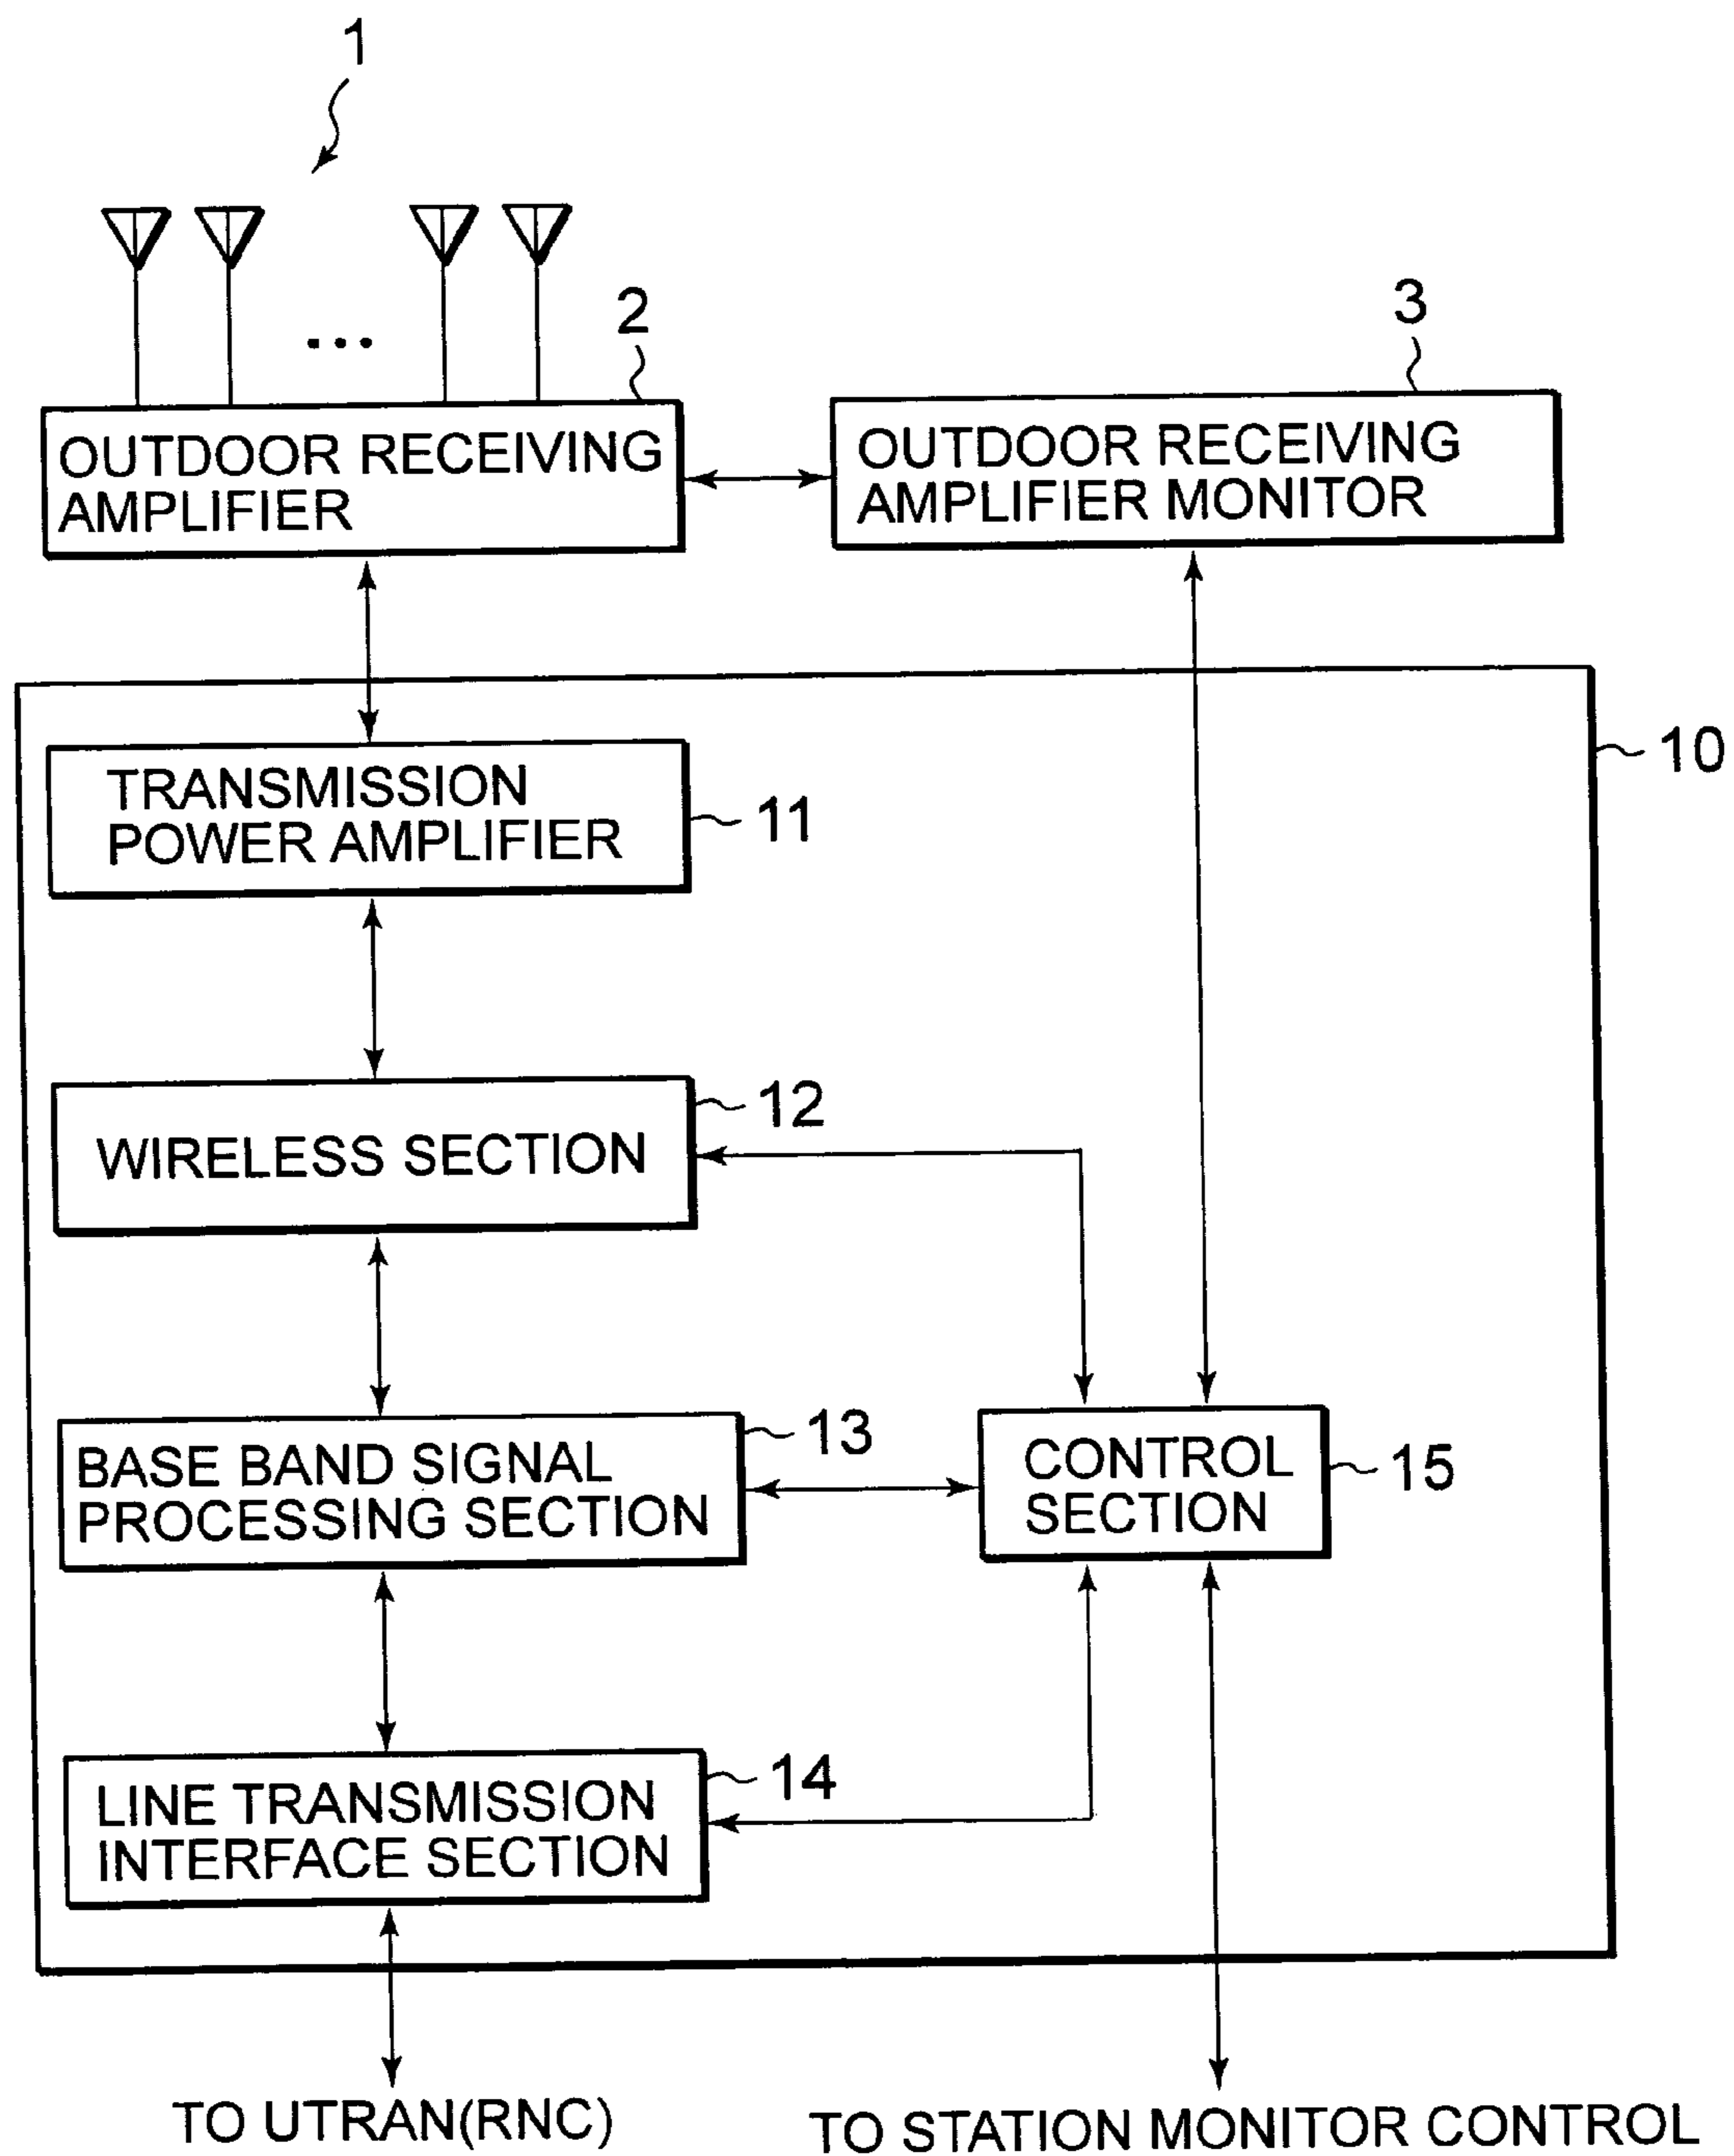 1
2
3
OUTDOOR RECEIVING
AMPLIFIER
OUTDOOR RECEIVING
AMPLIFIER MONITOR
10
TRANSMISSION
POWER AMPLIFIER
11
12
WIRELESS SECTION
13
BASE BAND SIGNAL
PROCESSING SECTION
CONTROL
SECTION
15
14
LINE TRANSMISSION
INTERFACE SECTION
TO UTRAN(RNC)
TO STATION MONITOR CONTROL